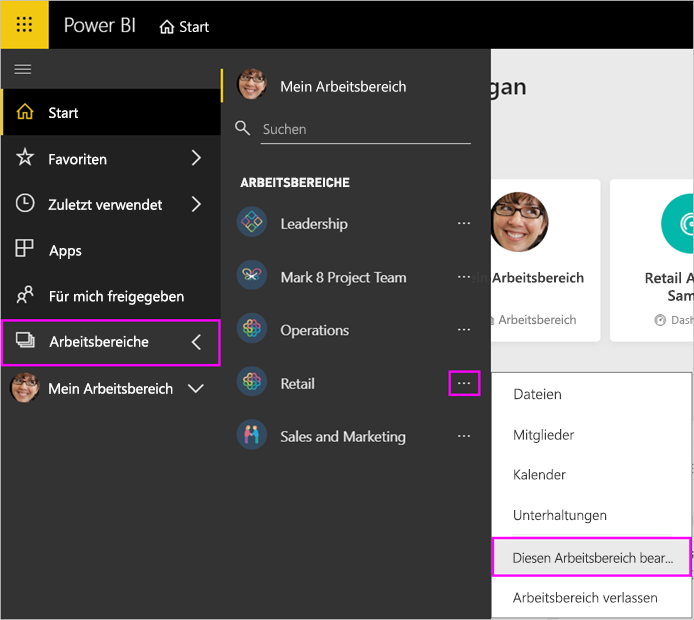 Power BI
Start
Start
Favoriten
Zuletzt verwendet
Apps
Für mich freigegeben
Arbeitsbereiche
Mein Arbeitsbereich
Mein Arbeitsbereich
Suchen
ARBEITSBEREICHE
Leadership
...
Mark 8 Project Team
...
Operations
...
Retail
...
Sales and Marketing
...
gan
Arbeitsbereich
Arbeitsbereich
Retail A
Sam
Dash
Dateien
Mitglieder
Kalender
Unterhaltungen
Diesen Arbeitsbereich bear...
Arbeitsbereich verlassen